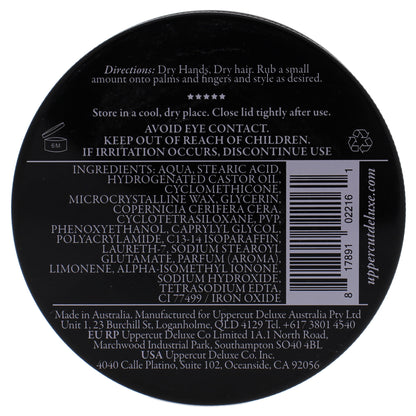 Directions: Dry Hands, Dry hair. Rub a small
amount onto palms and fingers and style as desired.
★★★★★
Store in a cool, dry place. Close lid tightly after use.
AVOID EYE CONTACT.
KEEP OUT OF REACH OF CHILDREN.
IF IRRITATION OCCURS, DISCONTINUE USE
6M
INGREDIENTS: AQUA, STEARIC ACID,
HYDROGENATED CASTOR OIL,
CYCLOMETHICONE,
MICROCRYSTALLINE WAX, GLYCERIN,
COPERNICIA CERIFERA CERA,
CYCLOTETRASILOXANE, PVP,
PHENOXYETHANOL, CAPRYLYL GLYCOL,
POLYACRYLAMIDE, C13-14 ISOPARAFFIN,
LAURETH-7, SODIUM STEAROYL
GLUTAMATE, PARFUM (AROMA),
LIMONENE, ALPHA-ISOMETHYL IONENE,
SODIUM HYDROXIDE,
TETRASODIUM EDTA.
CI 77499 / IRON OXIDE
8 17891 02216 1
uppercutdeluxe.com
Made in Australia. Manufactured for Uppercut Deluxe Australia Pty Ltd
Unit 1, 23 Burchill St, Loganholme, QLD 4129 Tel. +617 3801 4540
EU RP Uppercut Deluxe Co Limited 1A.1 North Road,
Marchwood Industrial Park, Southampton SO40 4BL
USA Uppercut Deluxe Co. Inc.
4040 Calle Platino, Suite 102, Oceanside, CA 92056